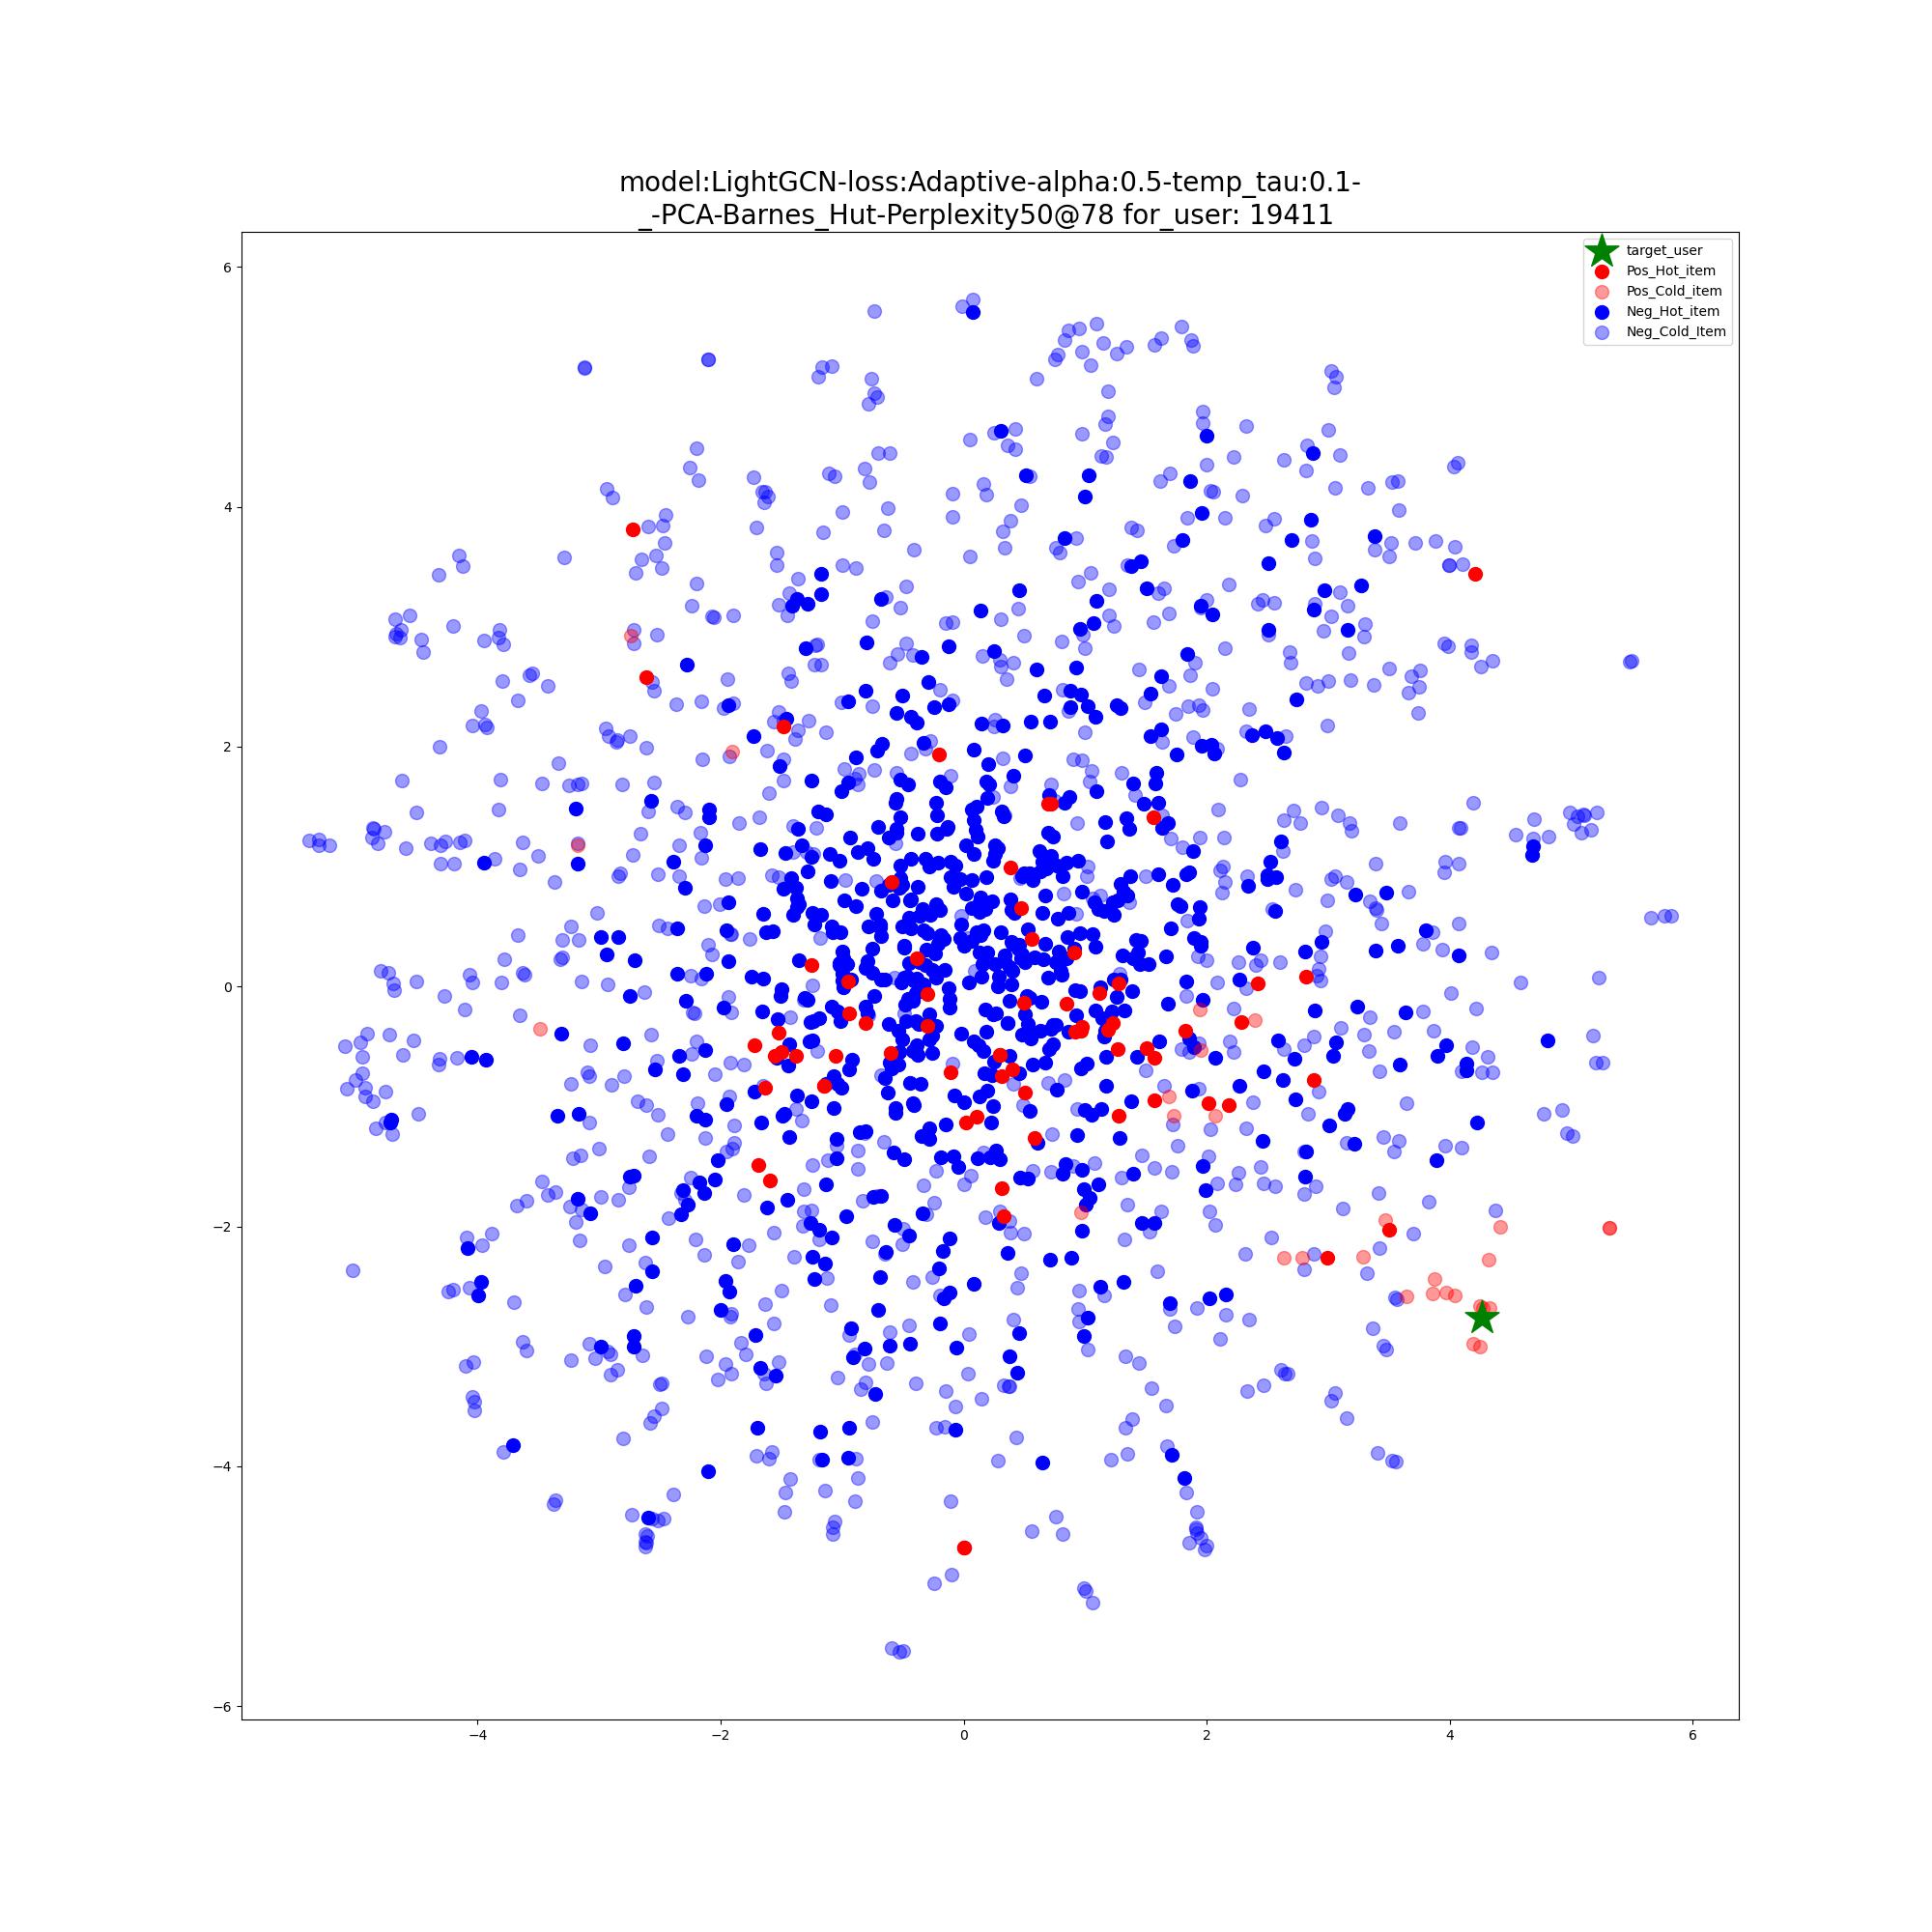 model:LightGCN-loss:Adaptive-alpha:0.5-temp_tau:0.1-
_-PCA-Barnes_Hut-Perplexity50@78 for_user: 19411
target_user
Pos_Hot_item
Pos_Cold_item
Neg_Hot_item
Neg_Cold_Item
6
4
2
0
−2
−4
−6
−4
−2
0
2
4
6